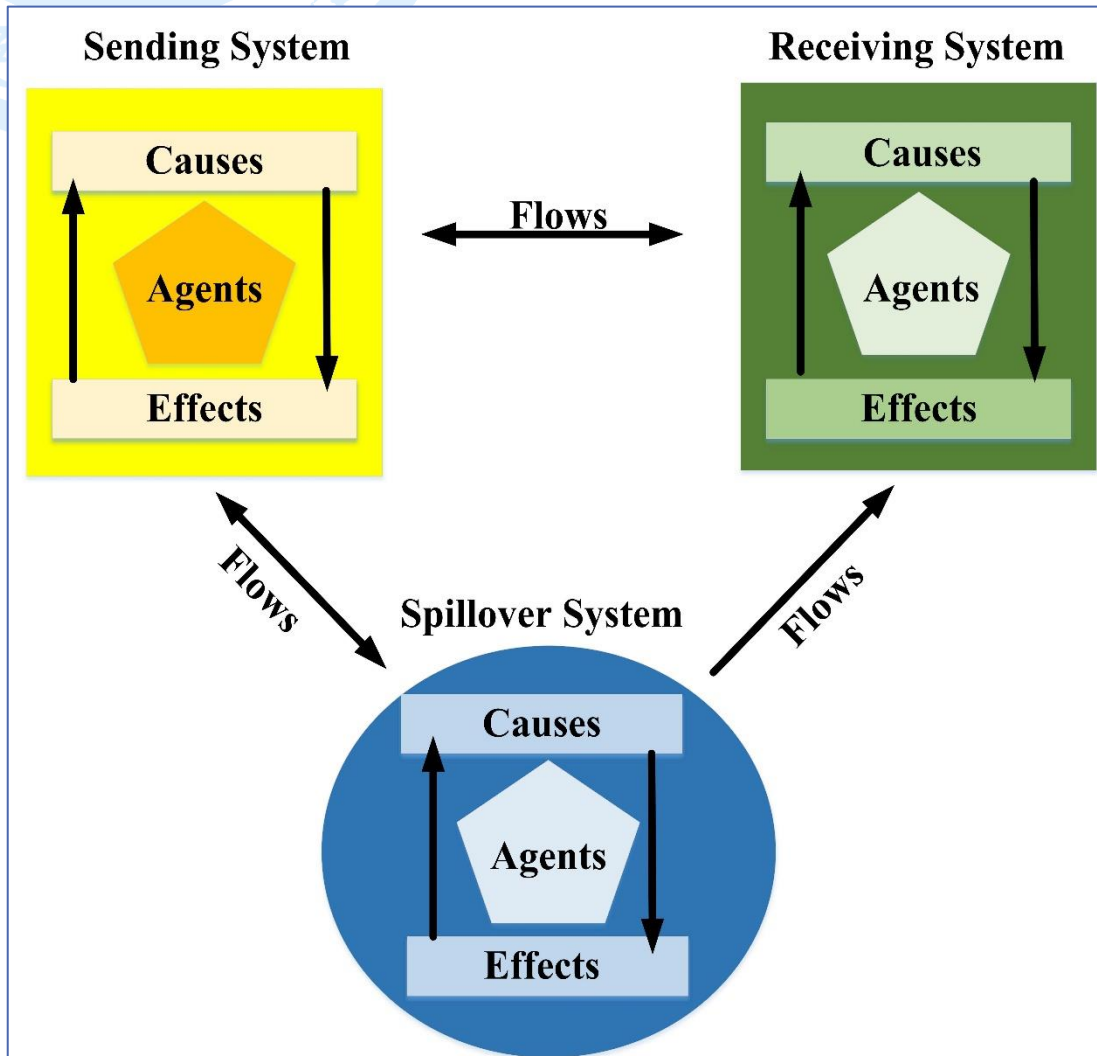 Sending System
Receiving System
Causes
Agents
Effects
Flows
Causes
Agents
Effects
Flows
Flows
Spillover System
Causes
Agents
Effects